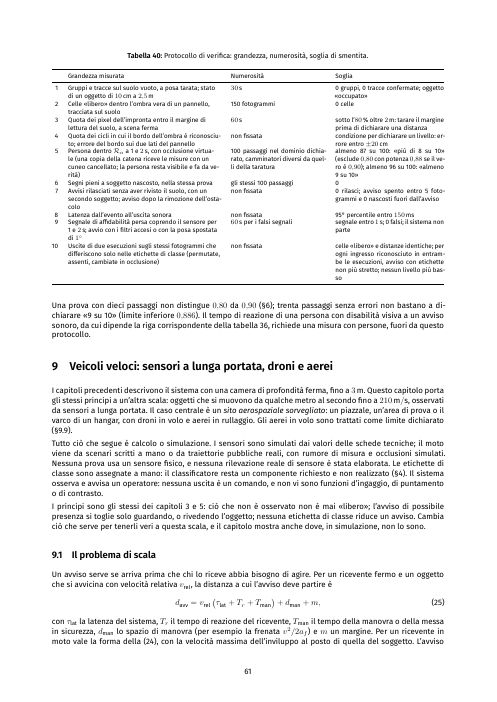 Tabella 40: Protocollo di verifica: grandezza, numerosità, soglia di smentita.
Grandezza misurata Numerosità Soglia
1 Gruppi e tracce sul suolo vuoto, a posa tarata; stato di un oggetto di 10 cm a 2,5 m 30 s 0 gruppi, 0 tracce confermate; oggetto «occupato»
2 Celle «libero» dentro l'ombra di un pannello, tracciata sul suolo 150 fotogrammi 0 celle
3 Quota dei pixel dell'impronta entro il margine di lettura del suolo, a scena ferma 60 s sotto l'80 % oltre 2 m: tarare il margine prima di dichiarare una distanza
4 Quota dei cicli in cui il bordo dell'ombra è riconosciuto; errore del bordo sui due lati del pannello non fissata condizione per dichiarare un livello: errore entro ±20 cm
5 Persona dentro ℛ, a 1 e 2 s, con occlusione virtuale (una copia della catena riceve le misure con un cuneo cancellato; la persona resta visibile e fa da verità) 100 passaggi nel dominio dichiarato, camminatori diversi da quelli della taratura almeno 87 su 100: «più di 8 su 10» (esclude 0.80 con potenza 0.88 se il vero è 0.90); almeno 96 su 100: «almeno 9 su 10»
6 Segni pieni a soggetto nascosto, nella stessa prova gli stessi 100 passaggi 0
7 Avvisi rilasciati senza aver rivisto il suolo, con un secondo soggetto; avviso dopo la rimozione dell'ostacolo non fissata 0 rilasci; avviso spento entro 5 fotogrammi e 0 nascosti fuori dall'avviso
8 Latenza dall'evento all'uscita sonora non fissata 95° percentile entro 150 ms
9 Segnale di affidabilità persa coprendo il sensore per 1 e 2 s; avvio con i filtri accesi o con la posa spostata di 1° 60 s per i falsi segnali segnale entro 1 s; 0 falsi; il sistema non parte
10 Uscite di due esecuzioni sugli stessi fotogrammi che differiscono solo nelle etichette di classe (permutate, assenti, cambiate in occlusione) non fissata celle «libero» e distanze identiche; per ogni ingresso riconosciuto in entrambe le esecuzioni, avviso con etichette non più stretto; nessun livello più basso
Una prova con dieci passaggi non distingue 0.80 da 0.90 (§6); trenta passaggi senza errori non bastano a dichiarare «9 su 10» (limite inferiore 0.886). Il tempo di reazione di una persona con disabilità visiva a un avviso
sonoro, da cui dipende la riga corrispondente della tabella 36, richiede una misura con persone, fuori da questo
protocollo.
9 Veicoli veloci: sensori a lunga portata, droni e aerei
I capitoli precedenti descrivono il sistema con una camera di profondità ferma, fino a 3 m. Questo capitolo porta
gli stessi principi a un'altra scala: oggetti che si muovono da qualche metro al secondo fino a 210 m/s, osservati
da sensori a lunga portata. Il caso centrale è un sito aerospaziale sorvegliato: un piazzale, un'area di prova o il
varco di un hangar, con droni in volo e aerei in rullaggio. Gli aerei in volo sono trattati come limite dichiarato
(§9.9).
Tutto ciò che segue è calcolo o simulazione. I sensori sono simulati dai valori delle schede tecniche; il moto
viene da scenari scritti a mano o da traiettorie pubbliche reali, con rumore di misura e occlusioni simulati.
Nessuna prova usa un sensore fisico, e nessuna rilevazione reale di sensore è stata elaborata. Le etichette di
classe sono assegnate a mano: il classificatore resta un componente richiesto e non realizzato (§4). Il sistema
osserva e avvisa un operatore: nessuna uscita è un comando, e non vi sono funzioni d'ingaggio, di puntamento
o di contrasto.
I principi sono gli stessi dei capitoli 3 e 5: ciò che non è osservato non è mai «libero»; l'avviso di possibile
presenza si toglie solo guardando, o rivedendo l'oggetto; nessuna etichetta di classe riduce un avviso. Cambia
ciò che serve per tenerli veri a questa scala, e il capitolo mostra anche dove, in simulazione, non lo sono.
9.1 Il problema di scala
Un avviso serve se arriva prima che chi lo riceve abbia bisogno di agire. Per un ricevente fermo e un oggetto
che si avvicina con velocità relativa v_rel, la distanza a cui l'avviso deve partire è
d_avv = v_rel (τ_lat + T_r + T_man) + d_man + m, (25)
con τ_lat la latenza del sistema, T_r il tempo di reazione del ricevente, T_man il tempo della manovra o della messa
in sicurezza, d_man lo spazio di manovra (per esempio la frenata v²/2a_f) e m un margine. Per un ricevente in
moto vale la forma della (24), con la velocità massima dell'inviluppo al posto di quella del soggetto. L'avviso
61